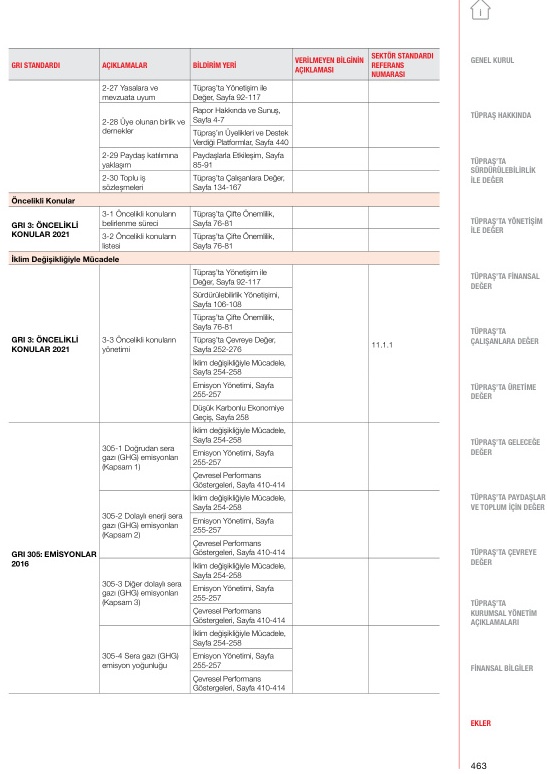 GRI STANDARDI
AÇIKLAMALAR
BİLDİRİM YERİ
VERİLMEYEN BİLGİNİN
AÇIKLAMASI
SEKTÖR STANDARDI
REFERANS
NUMARASI
2-27 Yasalara ve
mevzuata uyum
Tüpraş'ta Yönetişim ile
Değer, Sayfa 92-117
2-28 Üye olunan birlik ve
dernekler
Rapor Hakkında ve Sunuş,
Sayfa 4-7
Tüpraş'ın Üyelikleri ve Destek
Verdiği Platformlar, Sayfa 440
2-29 Paydaş katılımına
yaklaşım
Paydaşlarla Etkileşim, Sayfa
85-91
2-30 Toplu iş
sözleşmeleri
Tüpraş'ta Çalışanlara Değer,
Sayfa 134-167
Öncelikli Konular
GRI 3: ÖNCELİKLİ
KONULAR 2021
3-1 Öncelikli konuların
belirlenme süreci
Tüpraş'ta Çifte Önemlilik,
Sayfa 76-81
3-2 Öncelikli konuların
listesi
Tüpraş'ta Çifte Önemlilik,
Sayfa 76-81
İklim Değişikliğiyle Mücadele
GRI 3: ÖNCELİKLİ
KONULAR 2021
3-3 Öncelikli konuların
yönetimi
Tüpraş'ta Yönetişim ile
Değer, Sayfa 92-117
Sürdürülebilirlik Yönetişimi,
Sayfa 106-108
Tüpraş'ta Çifte Önemlilik,
Sayfa 76-81
Tüpraş'ta Çevreye Değer,
Sayfa 252-276
İklim değişikliğiyle Mücadele,
Sayfa 254-258
Emisyon Yönetimi, Sayfa
255-257
Düşük Karbonlu Ekonomiye
Geçiş, Sayfa 258
11.1.1
GRI 305: EMİSYONLAR
2016
305-1 Doğrudan sera
gazı (GHG) emisyonları
(Kapsam 1)
İklim değişikliğiyle Mücadele,
Sayfa 254-258
Emisyon Yönetimi, Sayfa
255-257
Çevresel Performans
Göstergeleri, Sayfa 410-414
305-2 Dolaylı enerji sera
gazı (GHG) emisyonları
(Kapsam 2)
İklim değişikliğiyle Mücadele,
Sayfa 254-258
Emisyon Yönetimi, Sayfa
255-257
Çevresel Performans
Göstergeleri, Sayfa 410-414
305-3 Diğer dolaylı sera
gazı (GHG) emisyonları
(Kapsam 3)
İklim değişikliğiyle Mücadele,
Sayfa 254-258
Emisyon Yönetimi, Sayfa
255-257
Çevresel Performans
Göstergeleri, Sayfa 410-414
305-4 Sera gazı (GHG)
emisyon yoğunluğu
İklim değişikliğiyle Mücadele,
Sayfa 254-258
Emisyon Yönetimi, Sayfa
255-257
Çevresel Performans
Göstergeleri, Sayfa 410-414
GENEL KURUL
TÜPRAŞ HAKKINDA
TÜPRAŞ'TA
SÜRDÜRÜLEBİLİRLİK
İLE DEĞER
TÜPRAŞ'TA YÖNETİŞİM
İLE DEĞER
TÜPRAŞ'TA FİNANSAL
DEĞER
TÜPRAŞ'TA
ÇALIŞANLARA DEĞER
TÜPRAŞ'TA ÜRETİME
DEĞER
TÜPRAŞ'TA GELECEĞE
DEĞER
TÜPRAŞ'TA PAYDAŞLAR
VE TOPLUM İÇİN DEĞER
TÜPRAŞ'TA ÇEVREYE
DEĞER
TÜPRAŞ'TA
KURUMSAL YÖNETİM
AÇIKLAMALARI
FİNANSAL BİLGİLER
EKLER
463